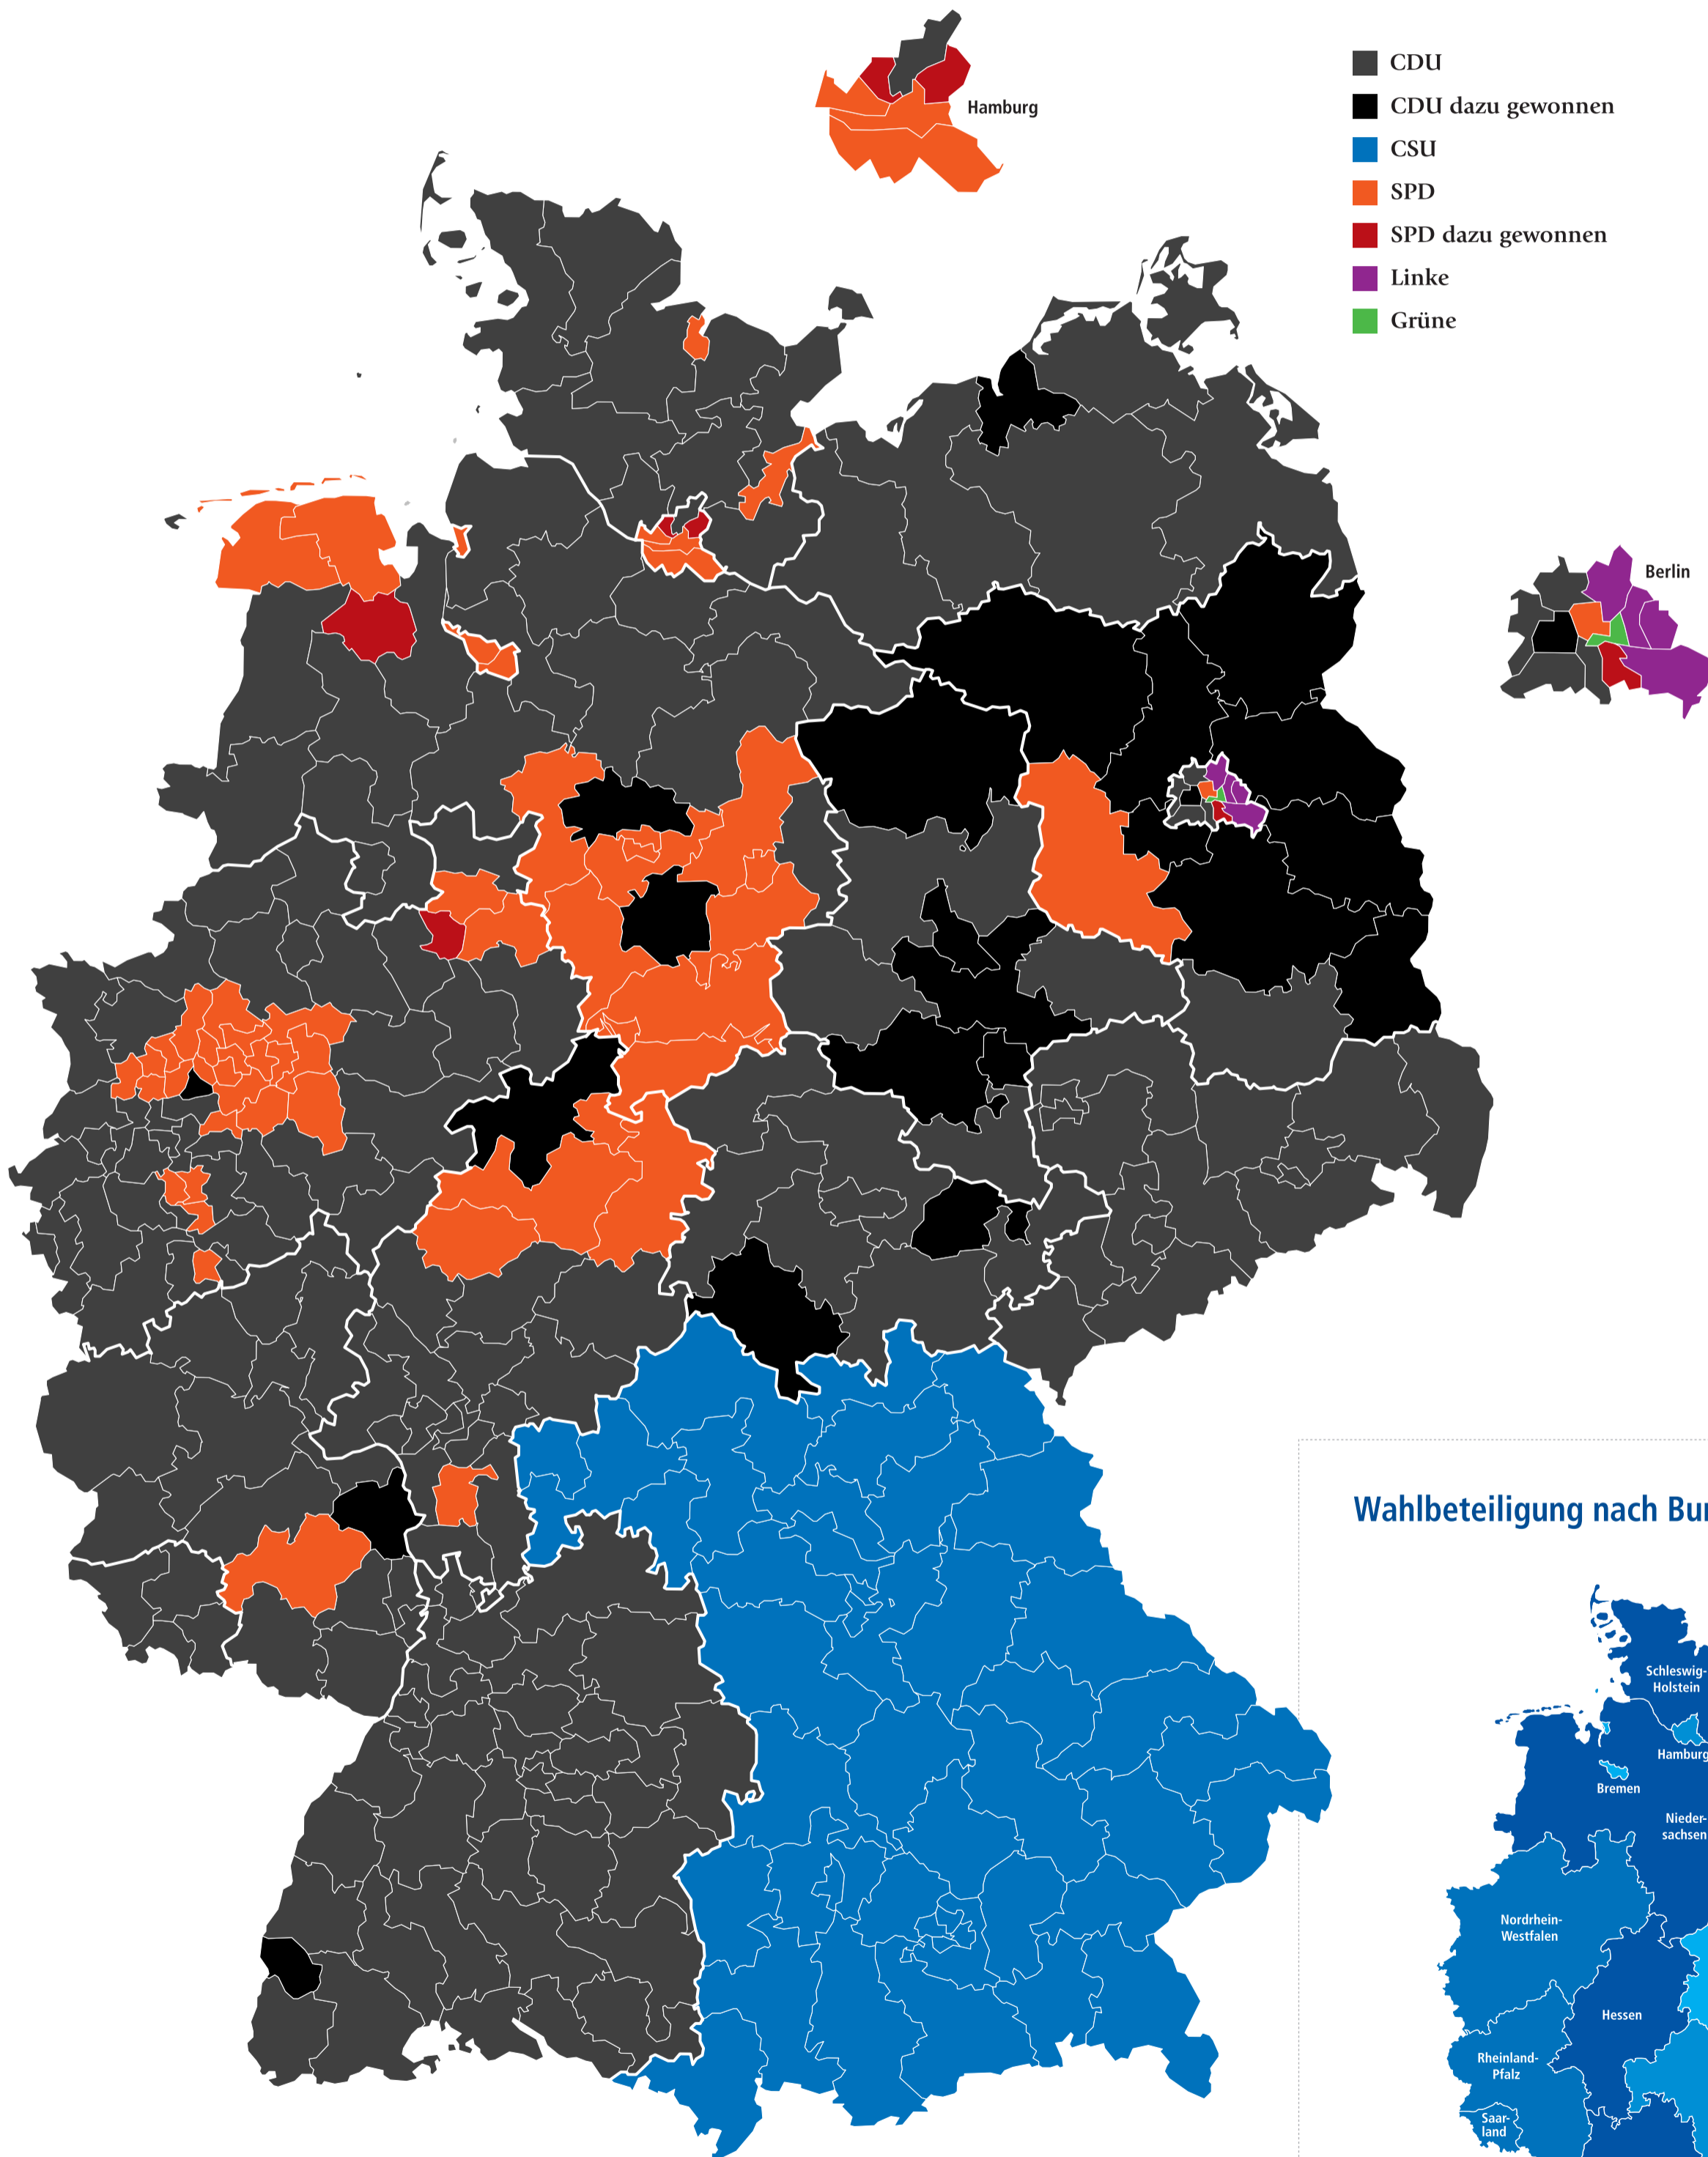 Hamburg
CDU
CDU dazu gewonnen
CSU
SPD
SPD dazu gewonnen
Linke
Grüne
Berlin
Wahlbeteiligung nach Bu
Schleswig-
Holstein
Hamburg
Bremen
Nieder-
sachsen
Nordrhein-
Westfalen
Hessen
Rheinland-
Pfalz
Saar-
land